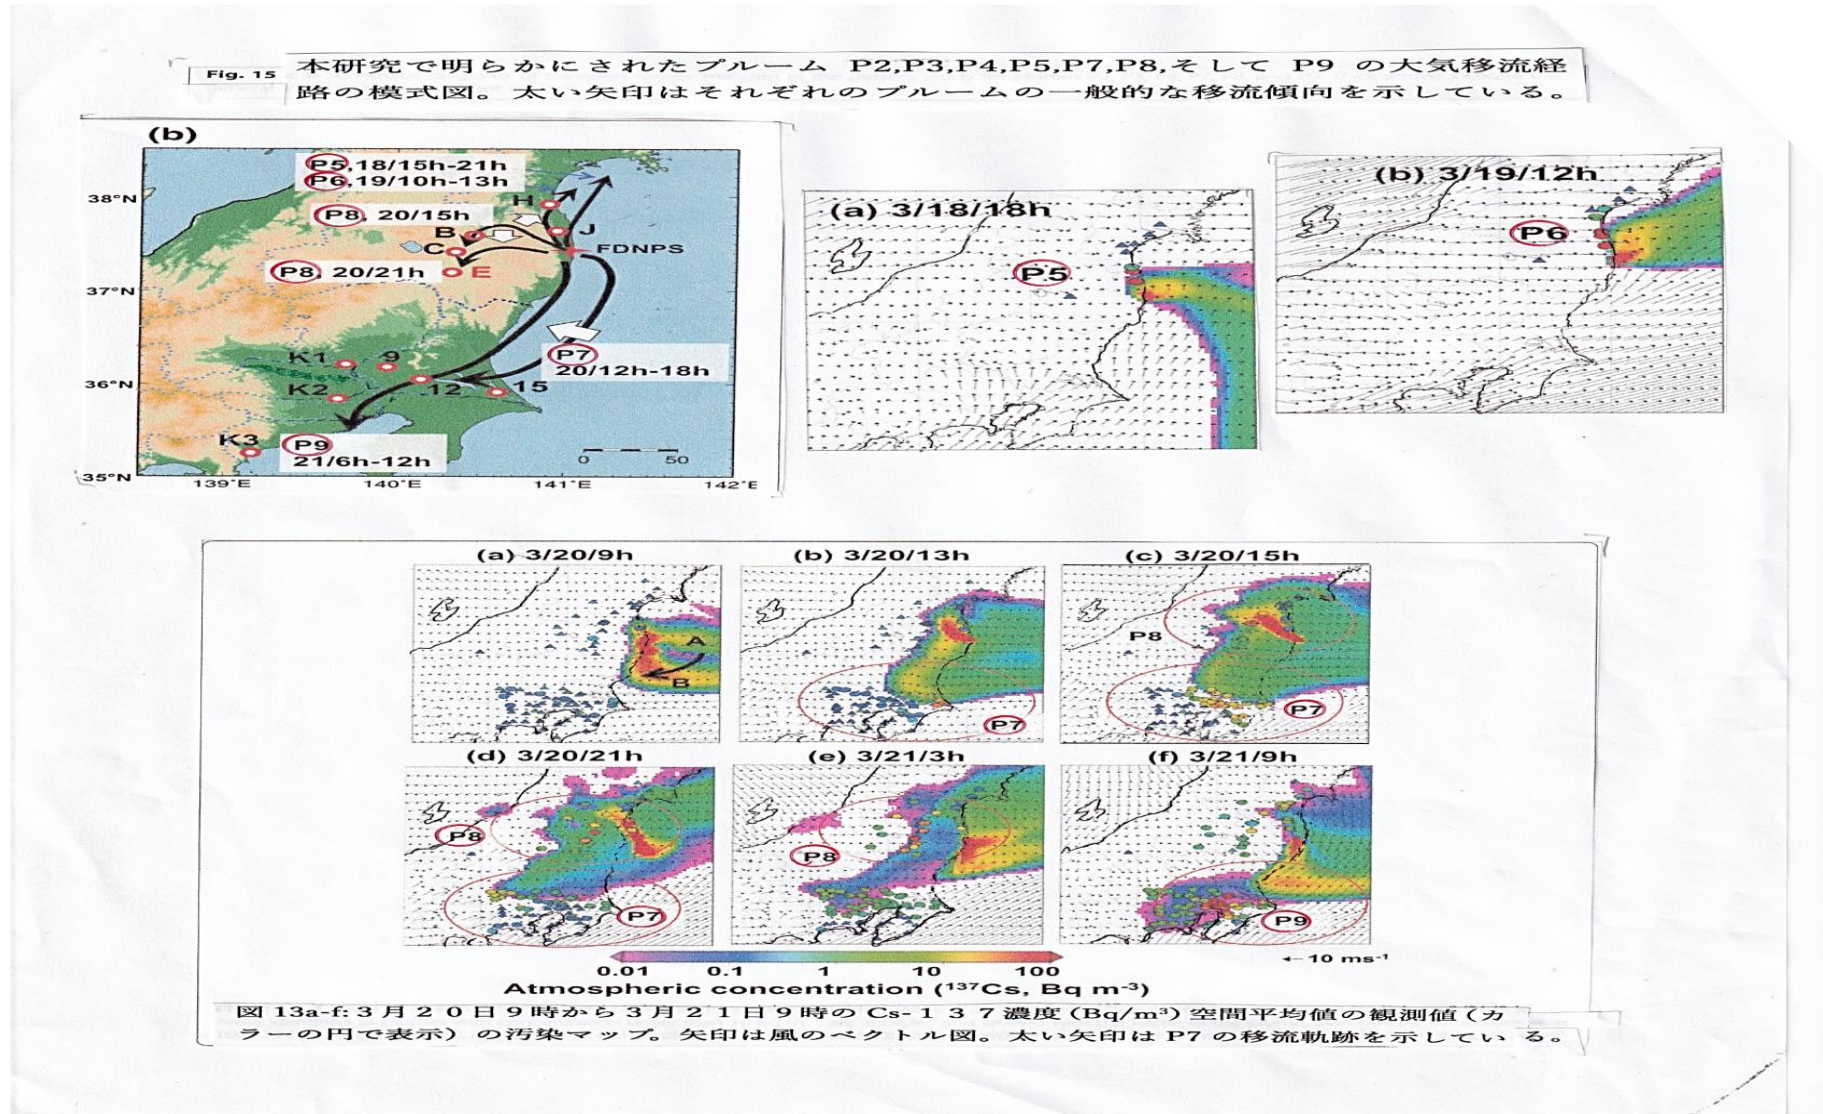 Fig. 15
本研究で明らかにされたプルーム P2,P3,P4,P5,P7,P8,そして P9 の大気移流経
路の模式図。太い矢印はそれぞれのプルームの一般的な移流傾向を示している。
(b)
P5,18/15h-21h
P6,19/10h-13h
38°N
H
P8, 20/15h
B
J
C
FDNPS
P8, 20/21h
E
37°N
P7
20/12h-18h
K1
9
36°N
K2
12
15
K3
P9
21/6h-12h
0
50
35°N
139°E
140°E
141°E
142°E
(a) 3/18/18h
P5
(b) 3/19/12h
P6
(a) 3/20/9h
A
B
(b) 3/20/13h
P7
(c) 3/20/15h
P8
P7
(d) 3/20/21h
P8
P7
(e) 3/21/3h
P8
(f) 3/21/9h
P9
0.01
0.1
1
10
100
←10 ms⁻¹
Atmospheric concentration (¹³⁷Cs, Bq m⁻³)
図 13a-f:3月20日9時から3月21日9時の Cs-137濃度(Bq/m³)空間平均値の観測値(カ
ラーの円で表示)の汚染マップ。矢印は風のベクトル図。太い矢印は P7 の移流軌跡を示している。